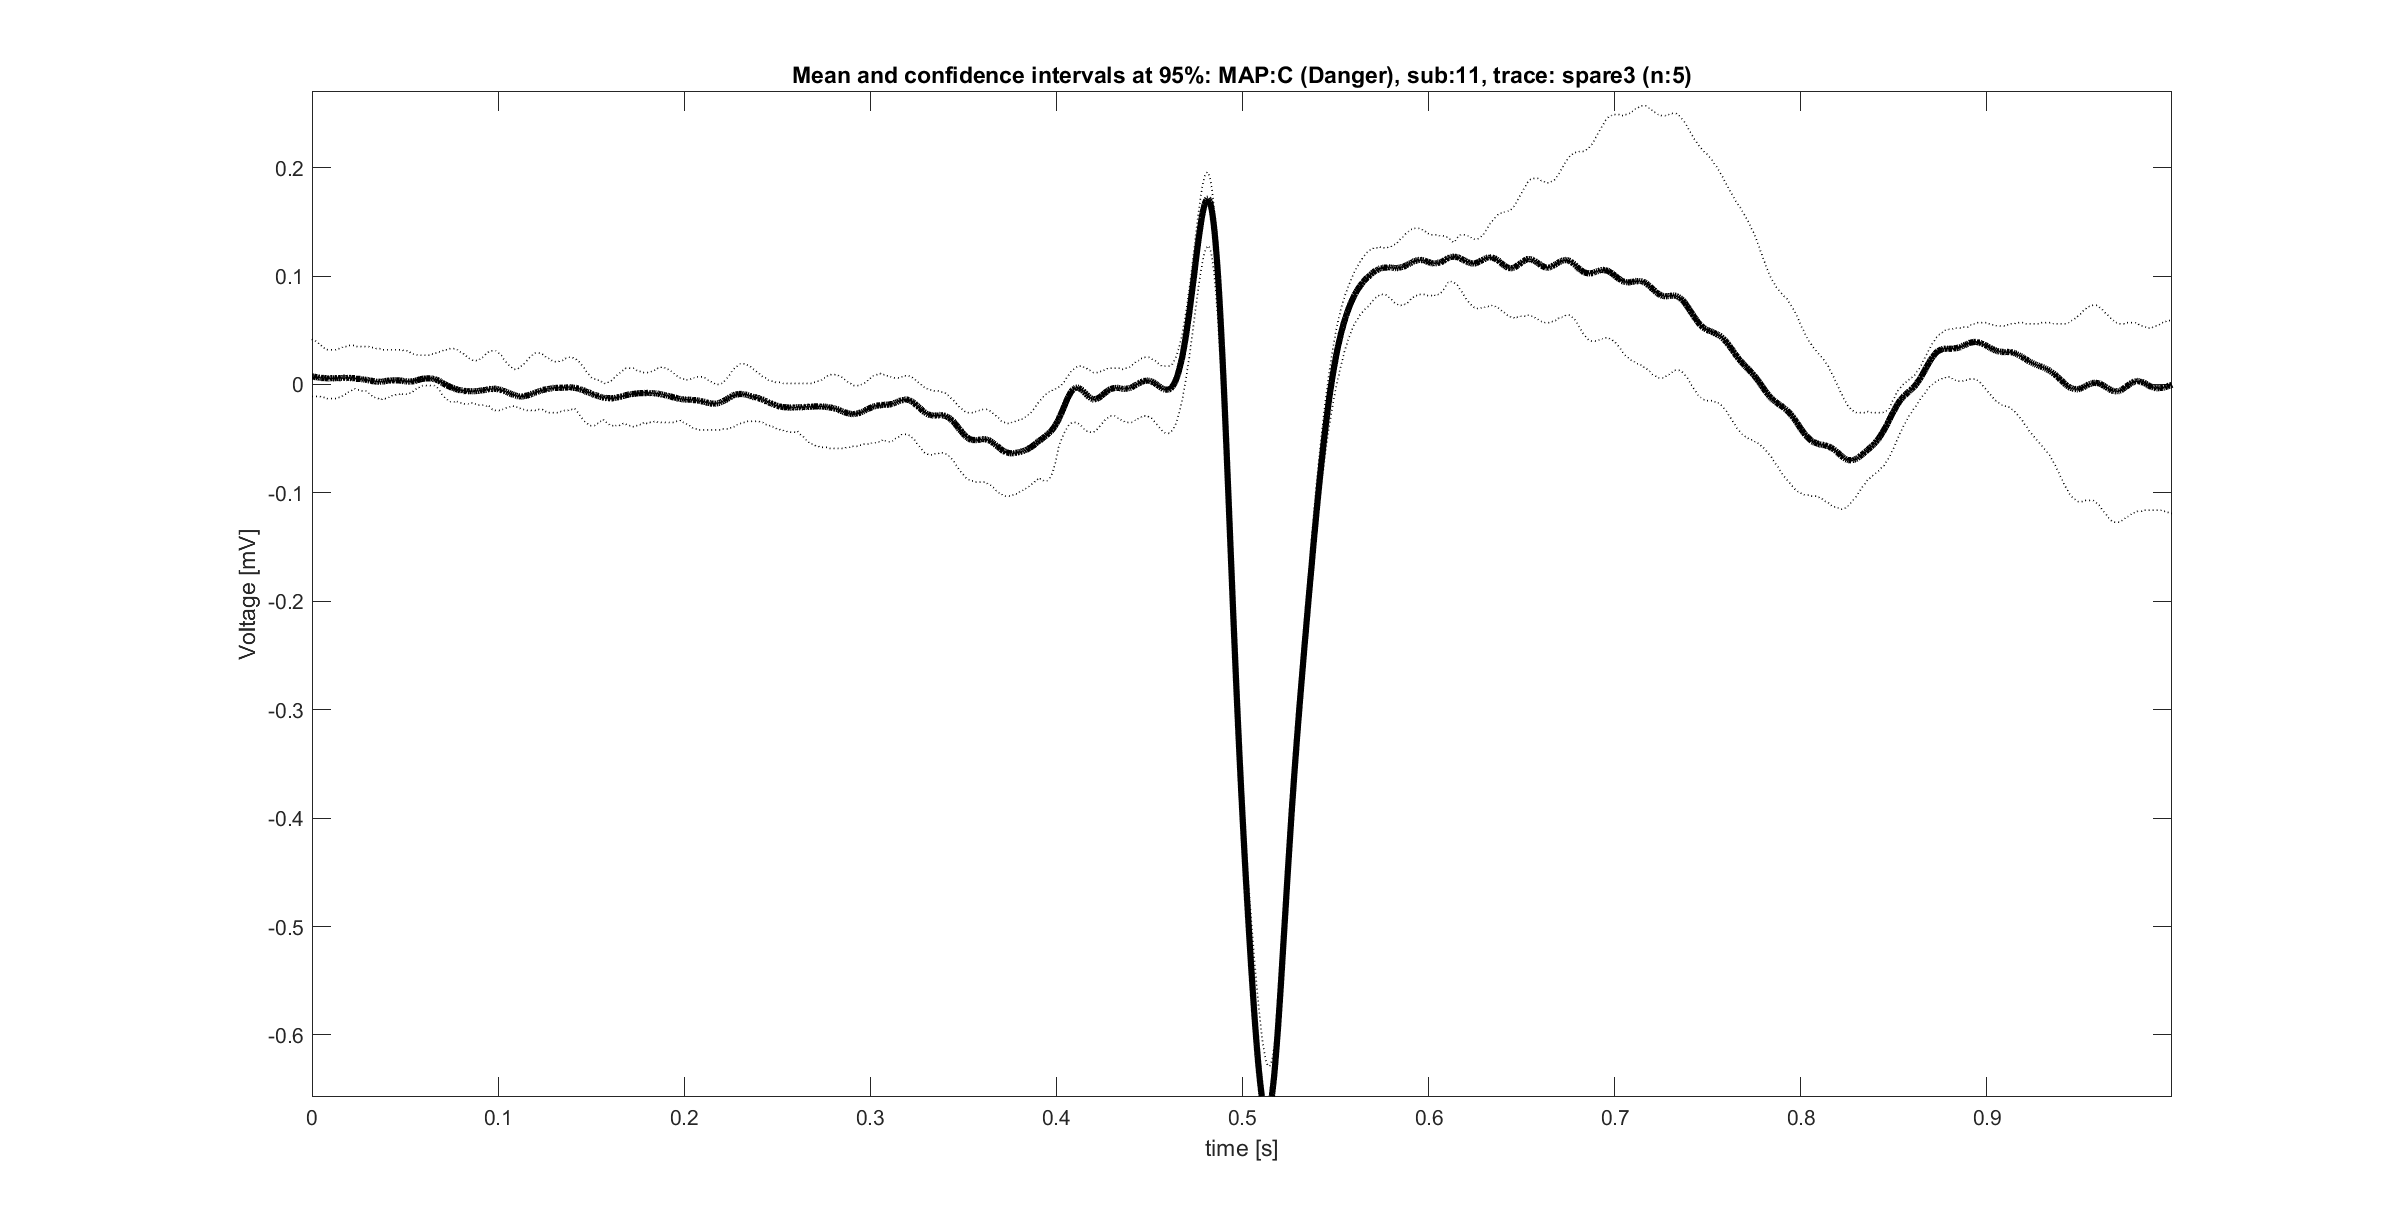 Mean and confidence intervals at 95%: MAP:C (Danger), sub:11, trace: spare3 (n:5)
0.2
0.1
0
-0.1
-0.2
-0.3
-0.4
-0.5
-0.6
Voltage [mV]
0 0.1 0.2 0.3 0.4 0.5 0.6 0.7 0.8 0.9
time [s]